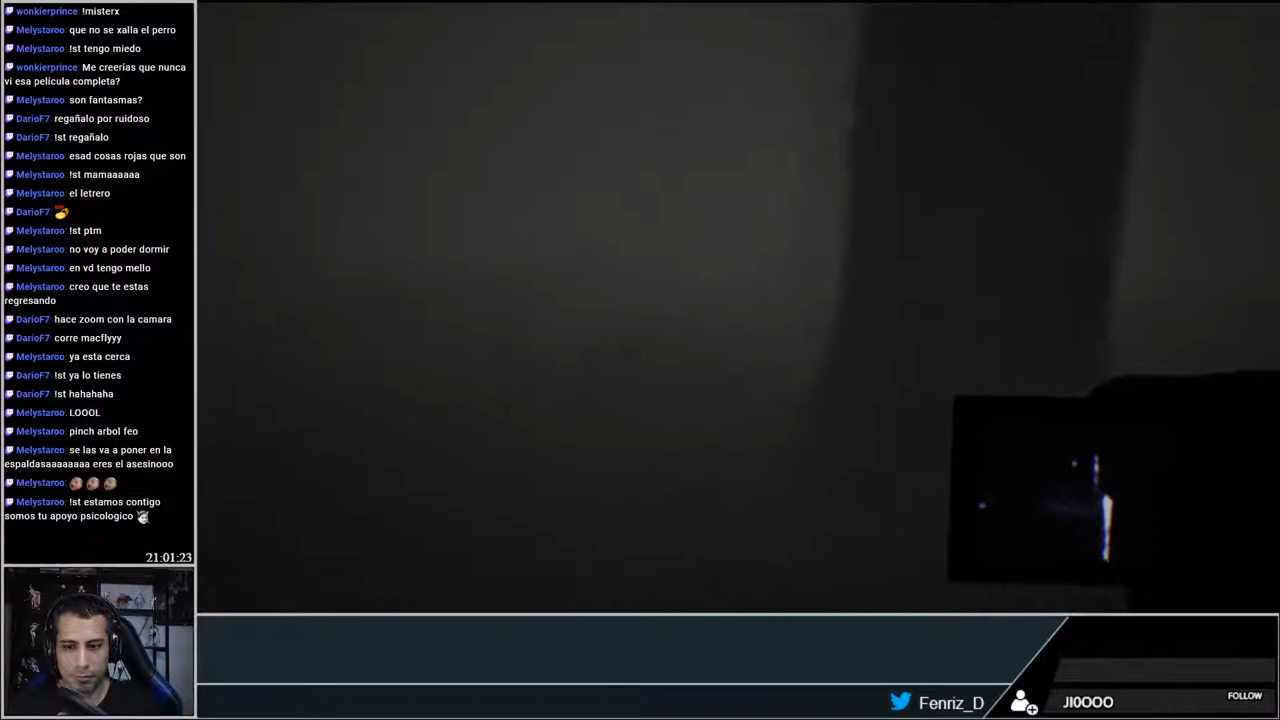 wonkierprince: !misterx
Melystaroo: que no se xalla el perro
Melystaroo: !st tengo miedo
wonkierprince: Me creerías que nunca
vi esa película completa?
Melystaroo: son fantasmas?
DarioF7: regañalo por ruidoso
DarioF7: !st regañalo
Melystaroo: esad cosas rojas que son
Melystaroo: !st mamaaaaaa
Melystaroo: el letrero
DarioF7:
Melystaroo: !st ptm
Melystaroo: no voy a poder dormir
Melystaroo: en vd tengo mello
Melystaroo: creo que te estas
regresando
DarioF7: hace zoom con la camara
DarioF7: corre macflyyy
Melystaroo: ya esta cerca
DarioF7: !st ya lo tienes
DarioF7: !st hahahaha
Melystaroo: LOOOL
Melystaroo: pinch arbol feo
Melystaroo: se las va a poner en la
espaldasaaaaaaaa eres el asesinooo
Melystaroo:
Melystaroo: !st estamos contigo
somos tu apoyo psicologico
21:01:23
Fenriz_D
JI0OOO
FOLLOW